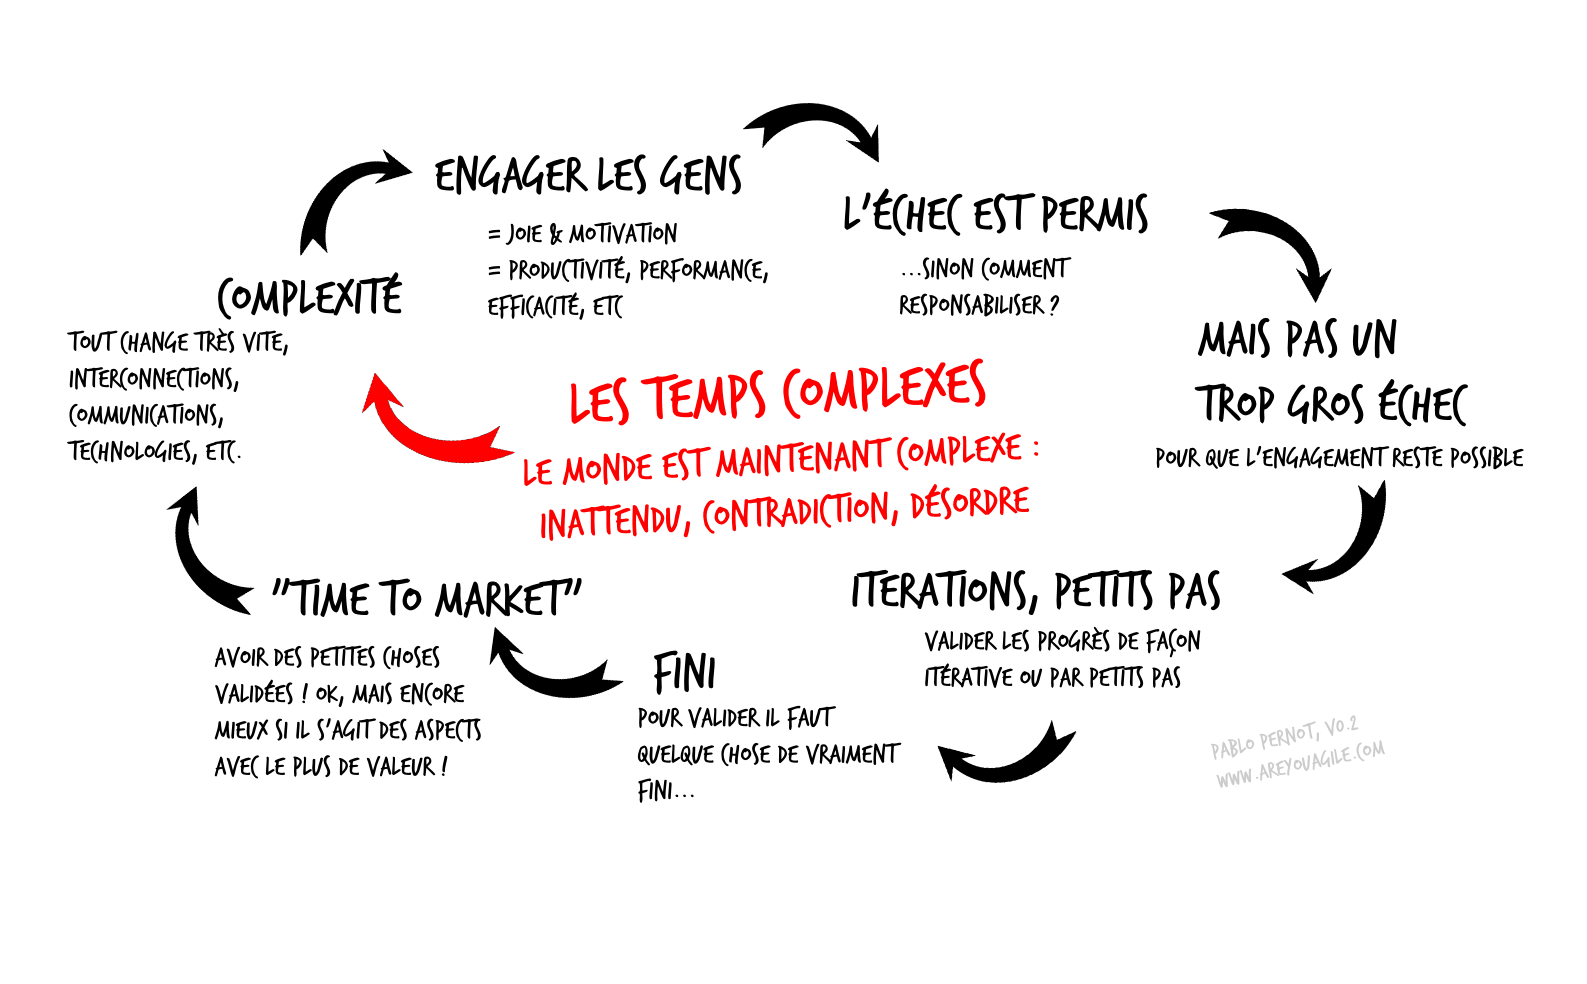 ENGAGER LES GENS
= JOIE & MOTIVATION
= PRODUCTIVITÉ, PERFORMANCE,
EFFICACITÉ, ETC
L'ÉCHEC EST PERMIS
...SINON COMMENT
RESPONSABILISER ?
COMPLEXITÉ
TOUT CHANGE TRÈS VITE,
INTERCONNECTIONS,
COMMUNICATIONS,
TECHNOLOGIES, ETC.
MAIS PAS UN
TROP GROS ÉCHEC
POUR QUE L'ENGAGEMENT RESTE POSSIBLE
LES TEMPS COMPLEXES
LE MONDE EST MAINTENANT COMPLEXE :
INATTENDU, CONTRADICTION, DÉSORDRE
ITERATIONS, PETITS PAS
VALIDER LES PROGRÈS DE FAÇON
ITÉRATIVE OU PAR PETITS PAS
FINI
POUR VALIDER IL FAUT
QUELQUE CHOSE DE VRAIMENT
FINI...
"TIME TO MARKET"
AVOIR DES PETITES CHOSES
VALIDÉES ! OK, MAIS ENCORE
MIEUX SI IL S'AGIT DES ASPECTS
AVEC LE PLUS DE VALEUR !
PABLO PERNOT, V0.2
WWW.AREYOUAGILE.COM